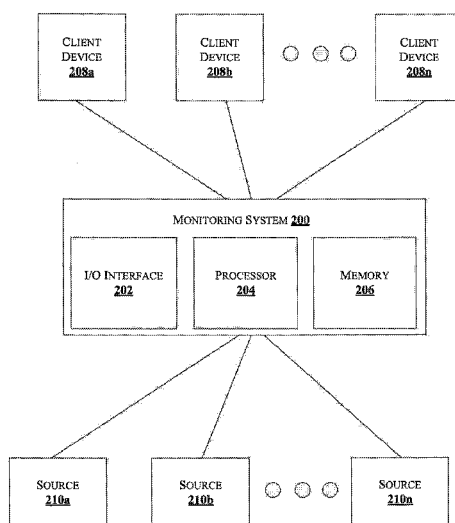 CLIENT DEVICE 208a
CLIENT DEVICE 208b
CLIENT DEVICE 208n
MONITORING SYSTEM 200
I/O INTERFACE 202
PROCESSOR 204
MEMORY 206
SOURCE 210a
SOURCE 210b
SOURCE 210n